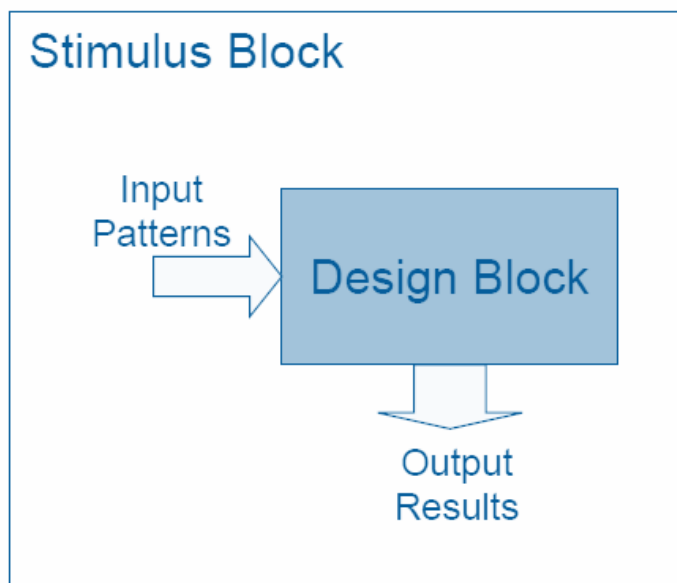 Stimulus Block
Input
Patterns
Design Block
Output
Results